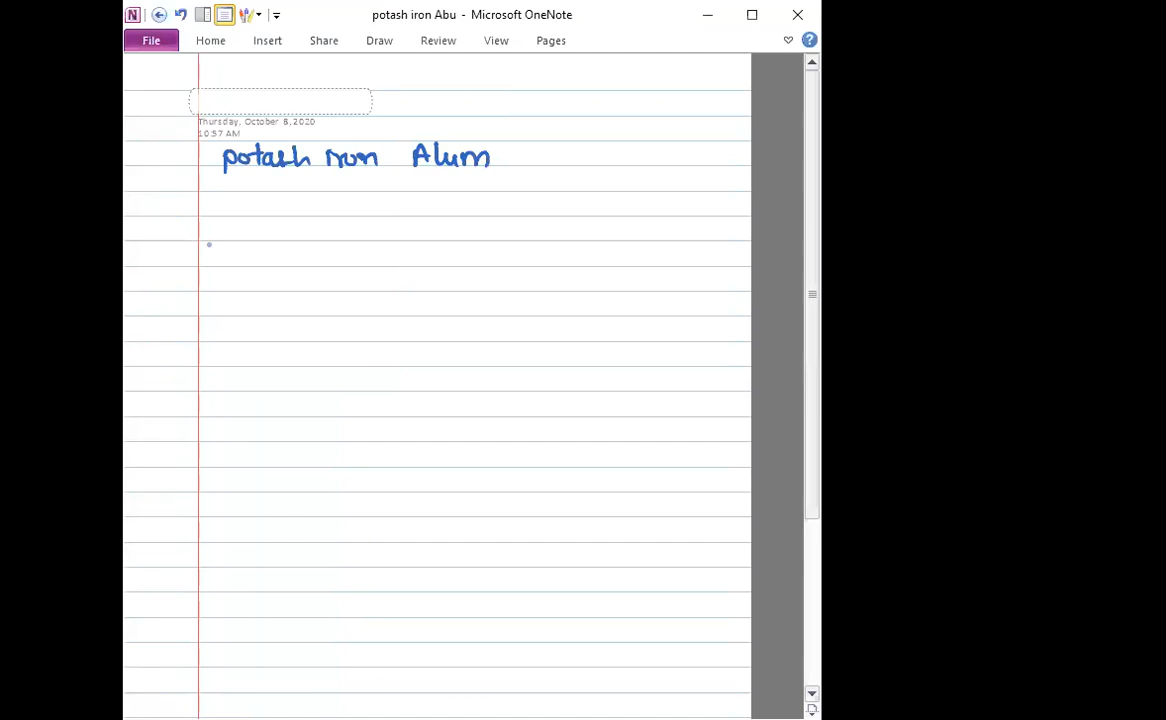 potash iron Abu - Microsoft OneNote
File Home Insert Share Draw Review View Pages
Thursday, October 8, 2020
10:57 AM
potash iron Alum